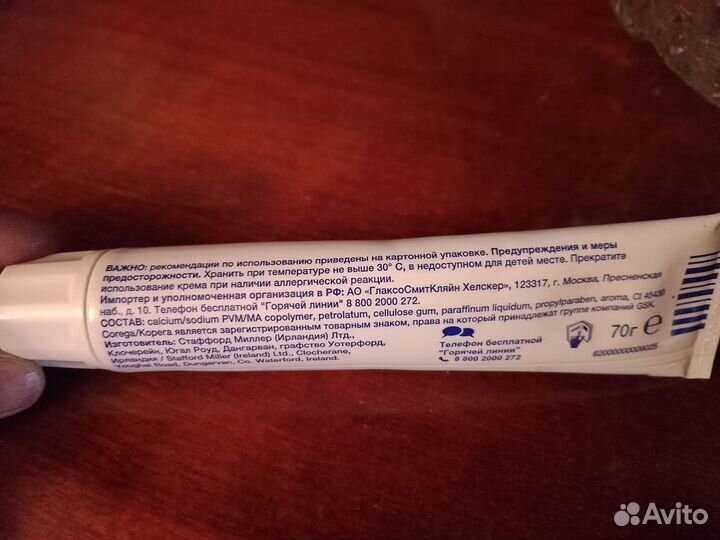 ВАЖНО: рекомендации по использованию приведены на картонной упаковке. Предупреждения и меры
предосторожности. Хранить при температуре не выше 30° С, в недоступном для детей месте. Прекратите
использование крема при наличии аллергической реакции.
Импортер и уполномоченная организация в РФ: АО «ГлаксоСмитКляйн Хелскер», 123317, г. Москва, Пресненская
наб., д. 10. Телефон бесплатной "Горячей линии" 8 800 2000 272.
СОСТАВ: calcium/sodium PVM/MA copolymer, petrolatum, cellulose gum, paraffinum liquidum, propylparaben, aroma, CI 45430
Corega/Корега является зарегистрированным товарным знаком, права на который принадлежат группе компаний GSK.
Изготовитель: Стаффорд Миллер (Ирландия) Лтд.,
Клочерейн, Югал Роуд, Дангарван, графство Уотерфорд,
Ирландия / Stafford Miller (Ireland) Ltd., Clocherane,
Youghal Road, Dungarvan, Co. Waterford, Ireland.
Телефон бесплатной
"Горячей линии"
8 800 2000 272
70г e
62000000009025
Avito